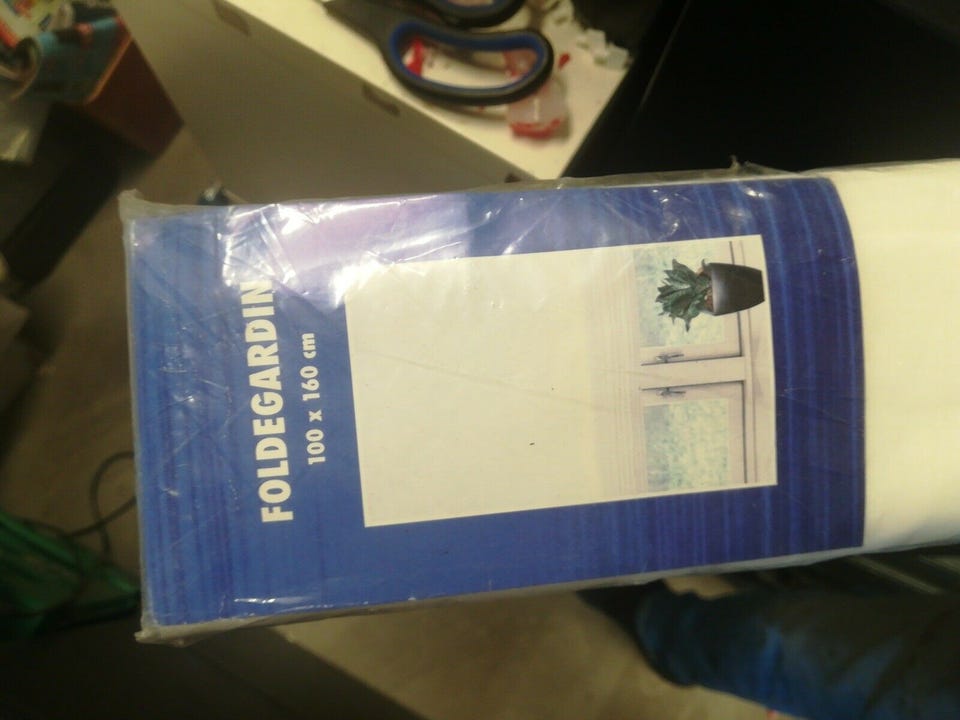 FOLDEGARDIN
100 x 160 cm